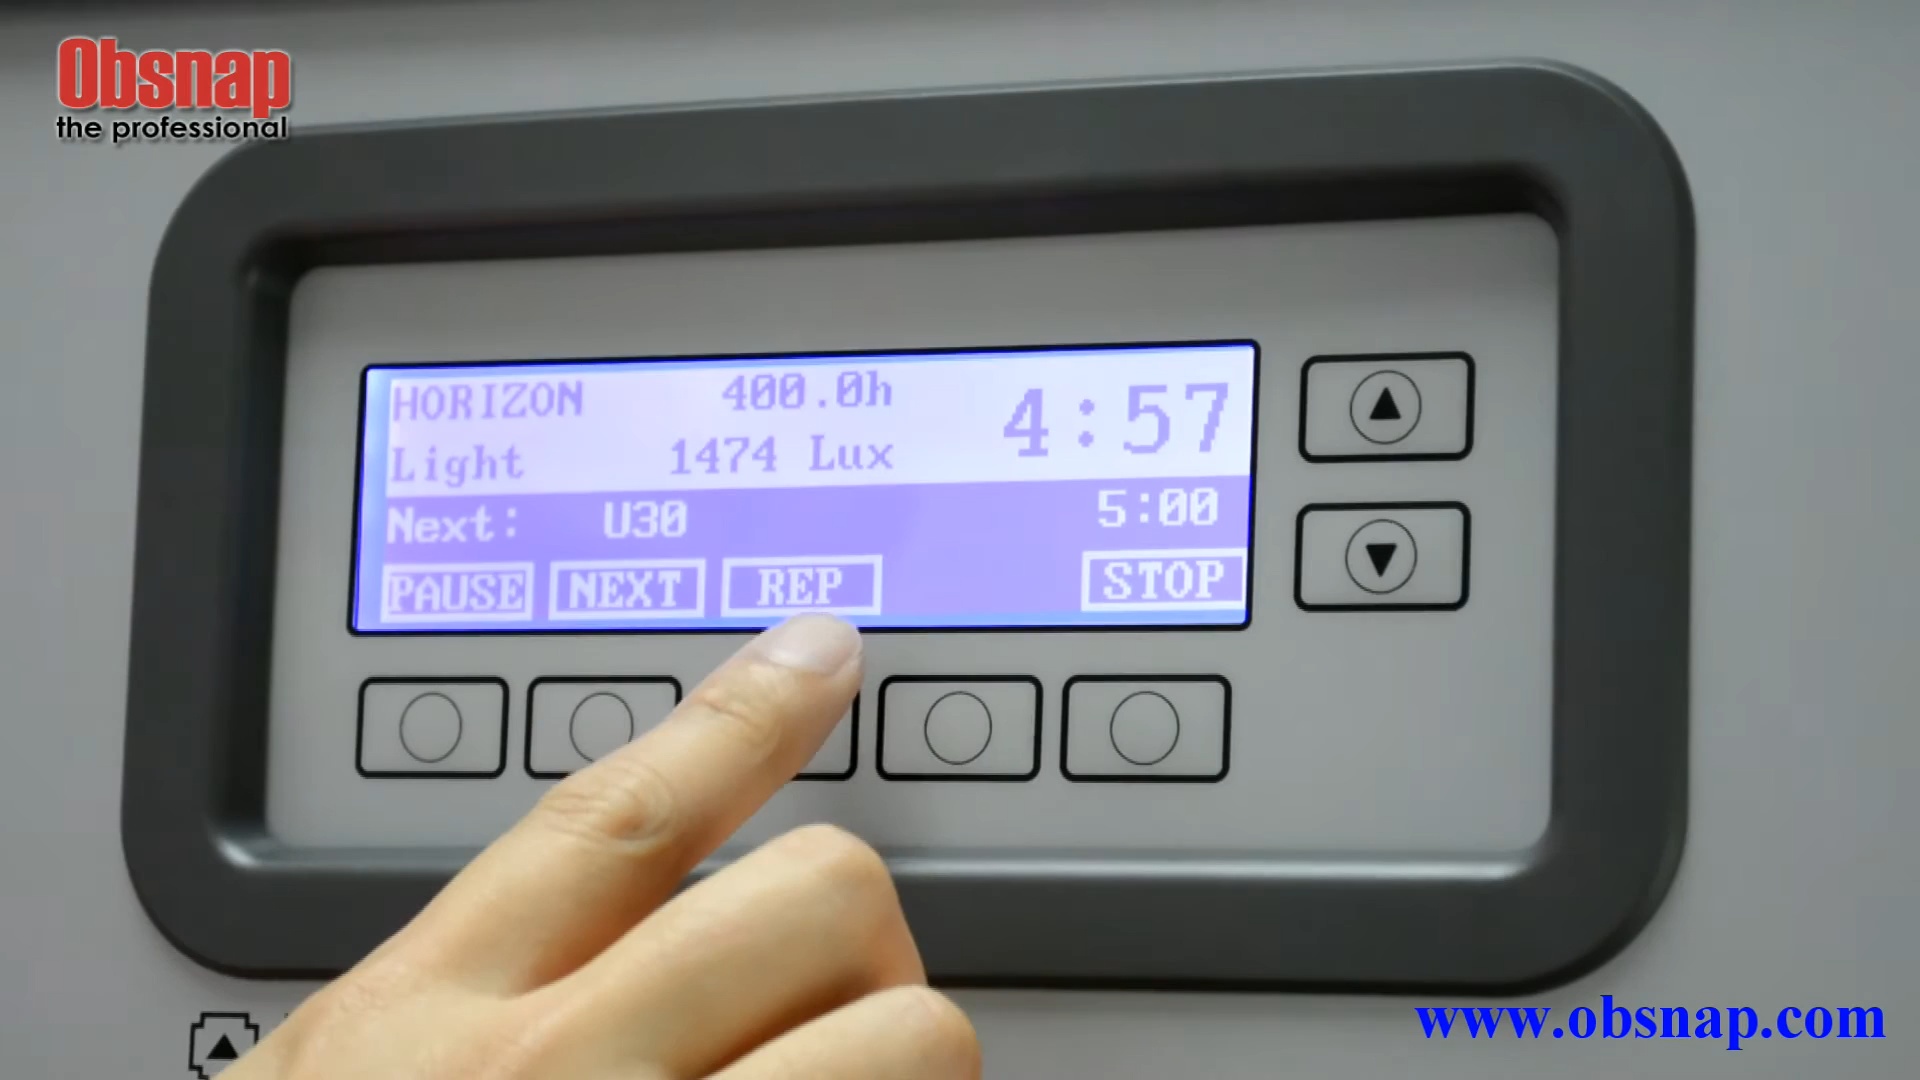 Obsnap
the professional
HORIZON 400.0h 4:57
Light 1474 Lux
Next: U30 5:00
PAUSE NEXT REP STOP
www.obsnap.com